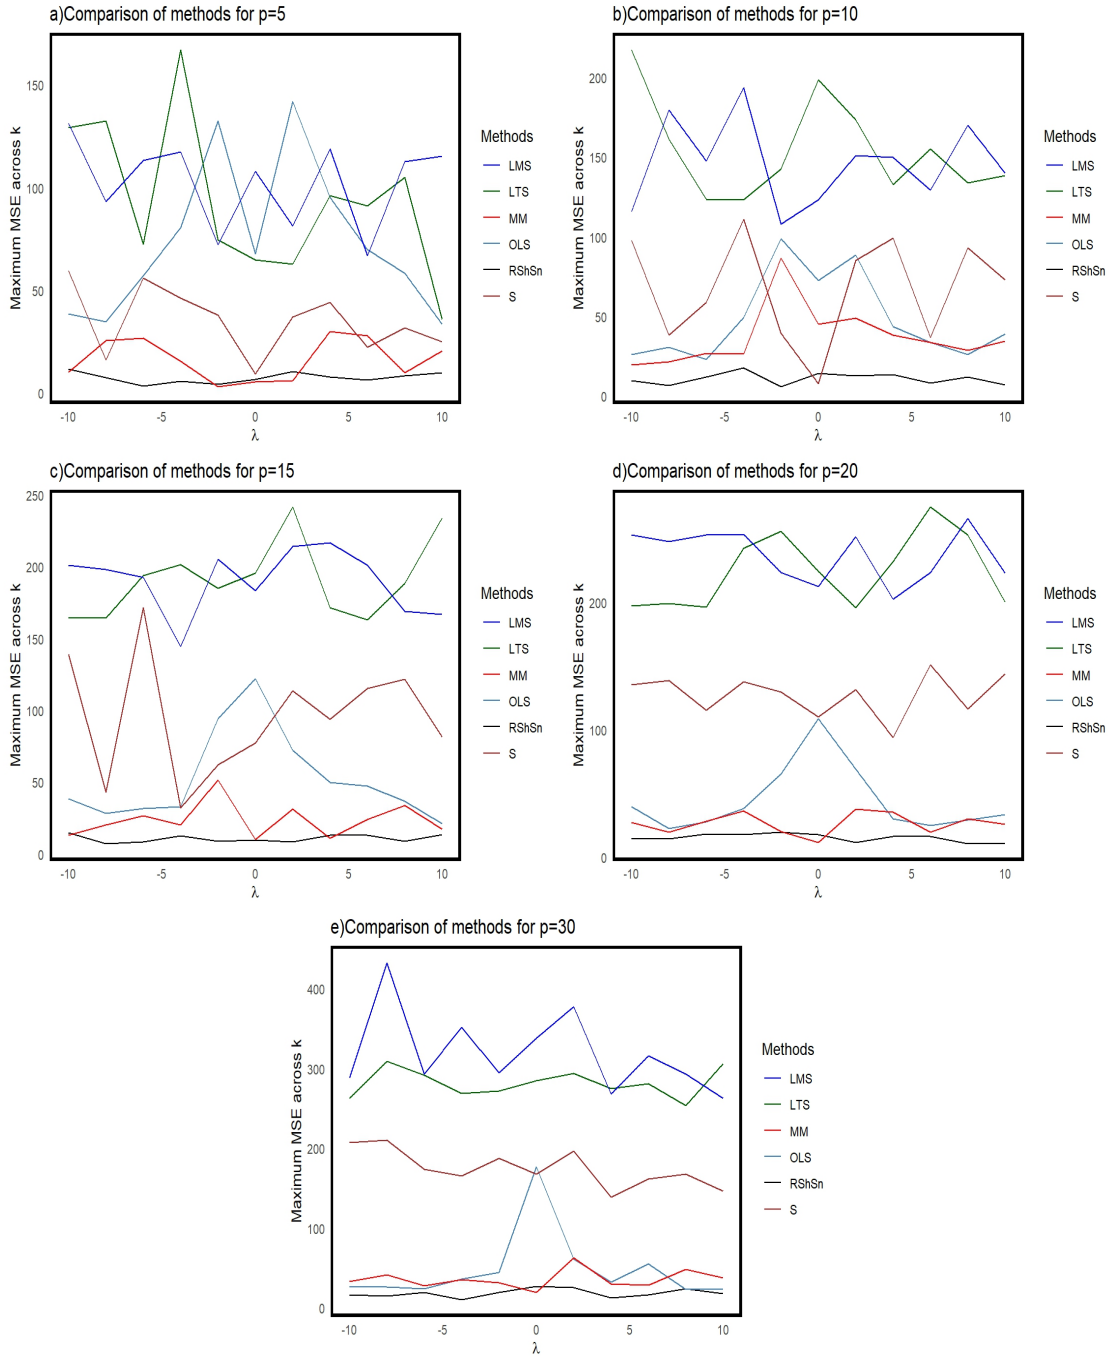 a)Comparison of methods for p=5
Maximum MSE across k
150
100
50
0
-10 -5 0 5 10
λ
Methods
LMS
LTS
MM
OLS
RShSn
S
b)Comparison of methods for p=10
Maximum MSE across k
200
150
100
50
0
-10 -5 0 5 10
λ
Methods
LMS
LTS
MM
OLS
RShSn
S
c)Comparison of methods for p=15
Maximum MSE across k
250
200
150
100
50
0
-10 -5 0 5 10
λ
Methods
LMS
LTS
MM
OLS
RShSn
S
d)Comparison of methods for p=20
Maximum MSE across k
200
100
0
-10 -5 0 5 10
λ
Methods
LMS
LTS
MM
OLS
RShSn
S
e)Comparison of methods for p=30
Maximum MSE across k
400
300
200
100
0
-10 -5 0 5 10
λ
Methods
LMS
LTS
MM
OLS
RShSn
S